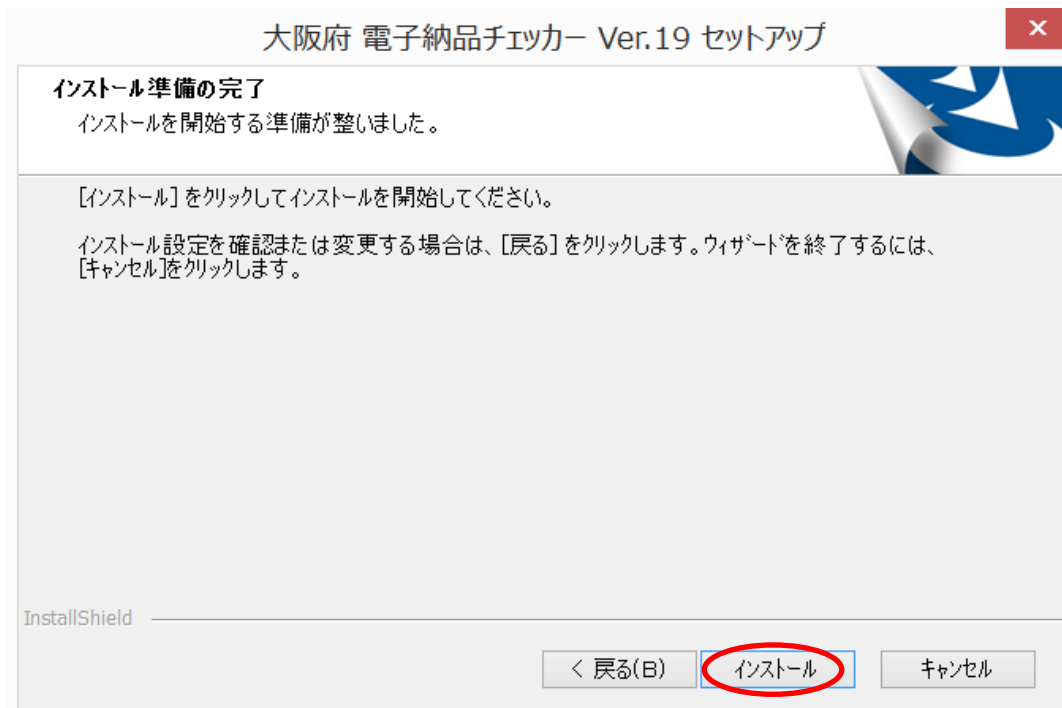 大阪府 電子納品チェッカー Ver.19 セットアップ
インストール準備の完了
インストールを開始する準備が整いました。
[インストール] をクリックしてインストールを開始してください。
インストール設定を確認または変更する場合は、[戻る] をクリックします。ウィザードを終了するには、
[キャンセル]をクリックします。
InstallShield
< 戻る(B)
インストール
キャンセル